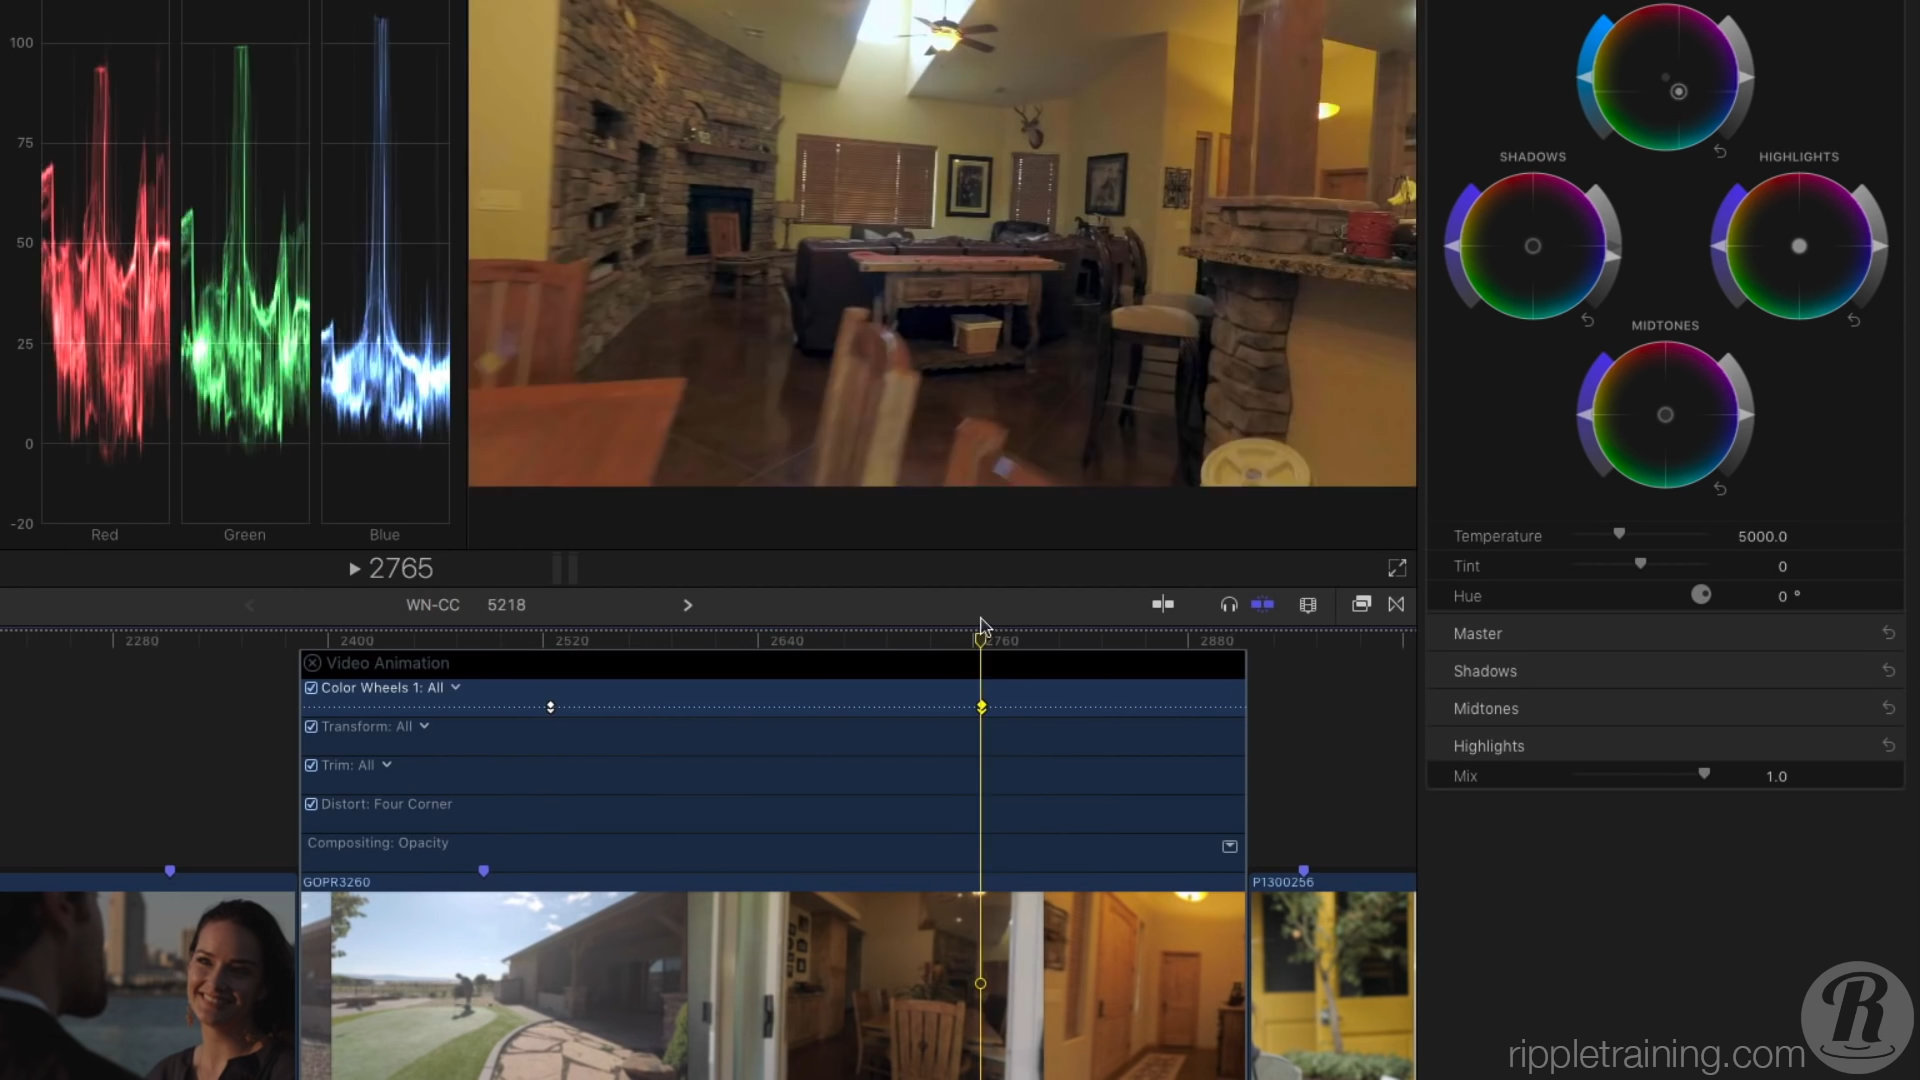 100
75
50
25
0
-20
Red Green Blue
SHADOWS
HIGHLIGHTS
MIDTONES
Temperature 5000.0
Tint 0
Hue 0 °
Master
Shadows
Midtones
Highlights
Mix 1.0
2765
WN-CC 5218
2280 2400 2520 2640 2760 2880
Video Animation
Color Wheels 1: All
Transform: All
Trim: All
Distort: Four Corner
Compositing: Opacity
GOPR3260
P1300256
R
rippletraining.com